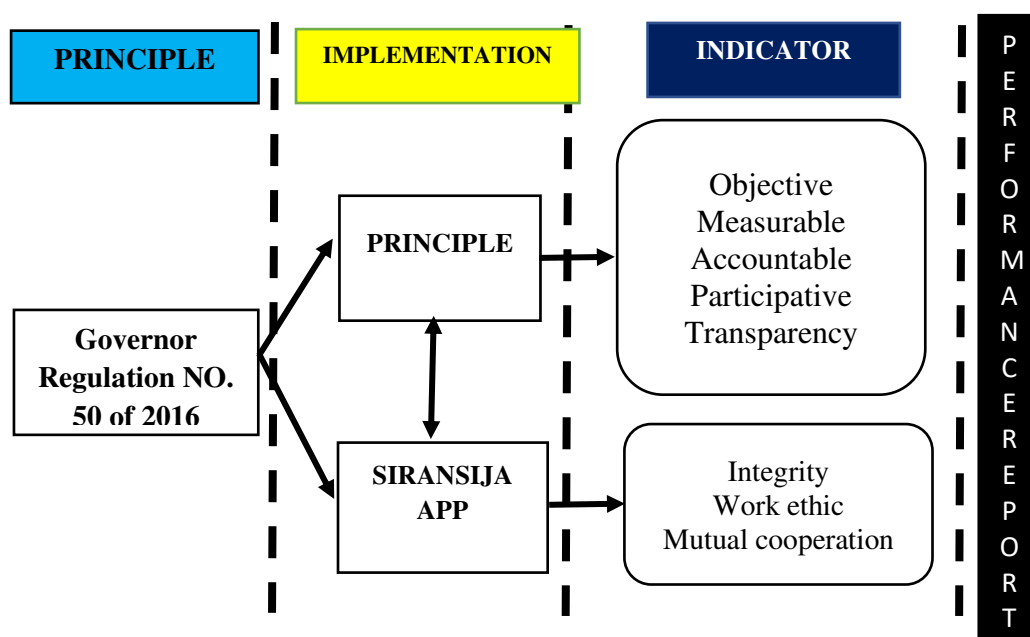 PRINCIPLE
IMPLEMENTATION
INDICATOR
Governor
Regulation NO.
50 of 2016
PRINCIPLE
SIRANSIJA
APP
Objective
Measurable
Accountable
Participative
Transparency
Integrity
Work ethic
Mutual cooperation
PERFORMANCEREPORT